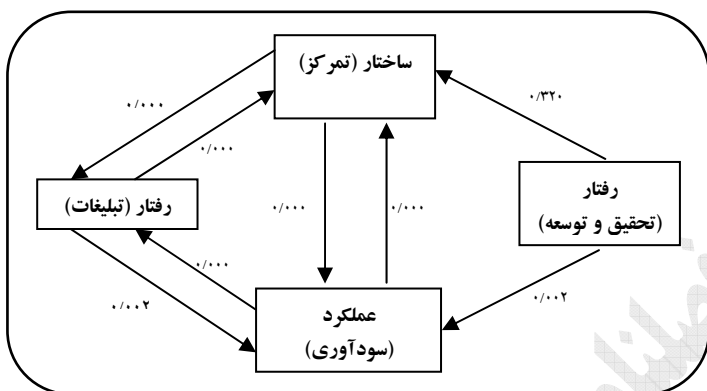 ساختار (تمرکز)
۰/۰۰۰
۰/۰۰۰
۰/۳۲۰
رفتار (تبلیغات)
۰/۰۰۰
۰/۰۰۰
رفتار
(تحقیق و توسعه)
۰/۰۰۰
۰/۰۰۲
۰/۰۰۲
عملکرد
(سودآوری)